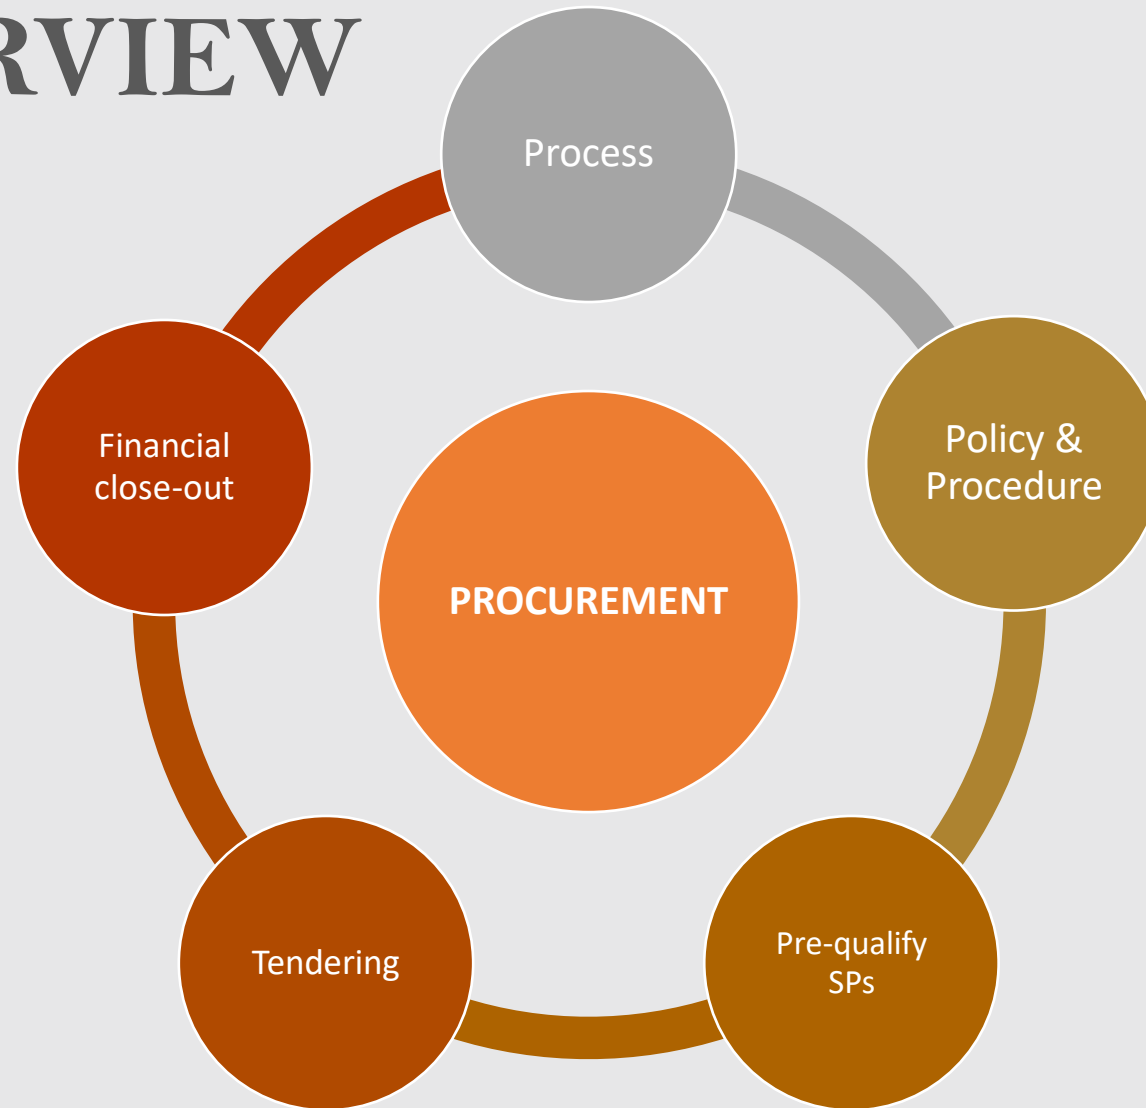 RVIEW
Process
Policy &
Procedure
Financial
close-out
PROCUREMENT
Pre-qualify
SPs
Tendering